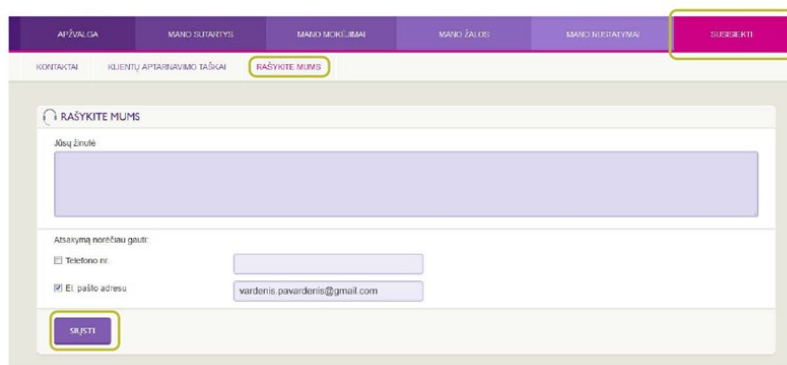 APŽVALGA MANO SUTARTYS MANO MOKĖJIMAI MANO ŽALOS MANO NUSTATYMAI SUSISIEKTI
KONTAKTAI KLIENTŲ APTARNAVIMO TAŠKAI RAŠYKITE MUMS
RAŠYKITE MUMS
Jūsų žinutė
Atsakymą norėčiau gauti:
Telefono nr.
El. pašto adresu vardenis.pavardenis@gmail.com
SIŲSTI